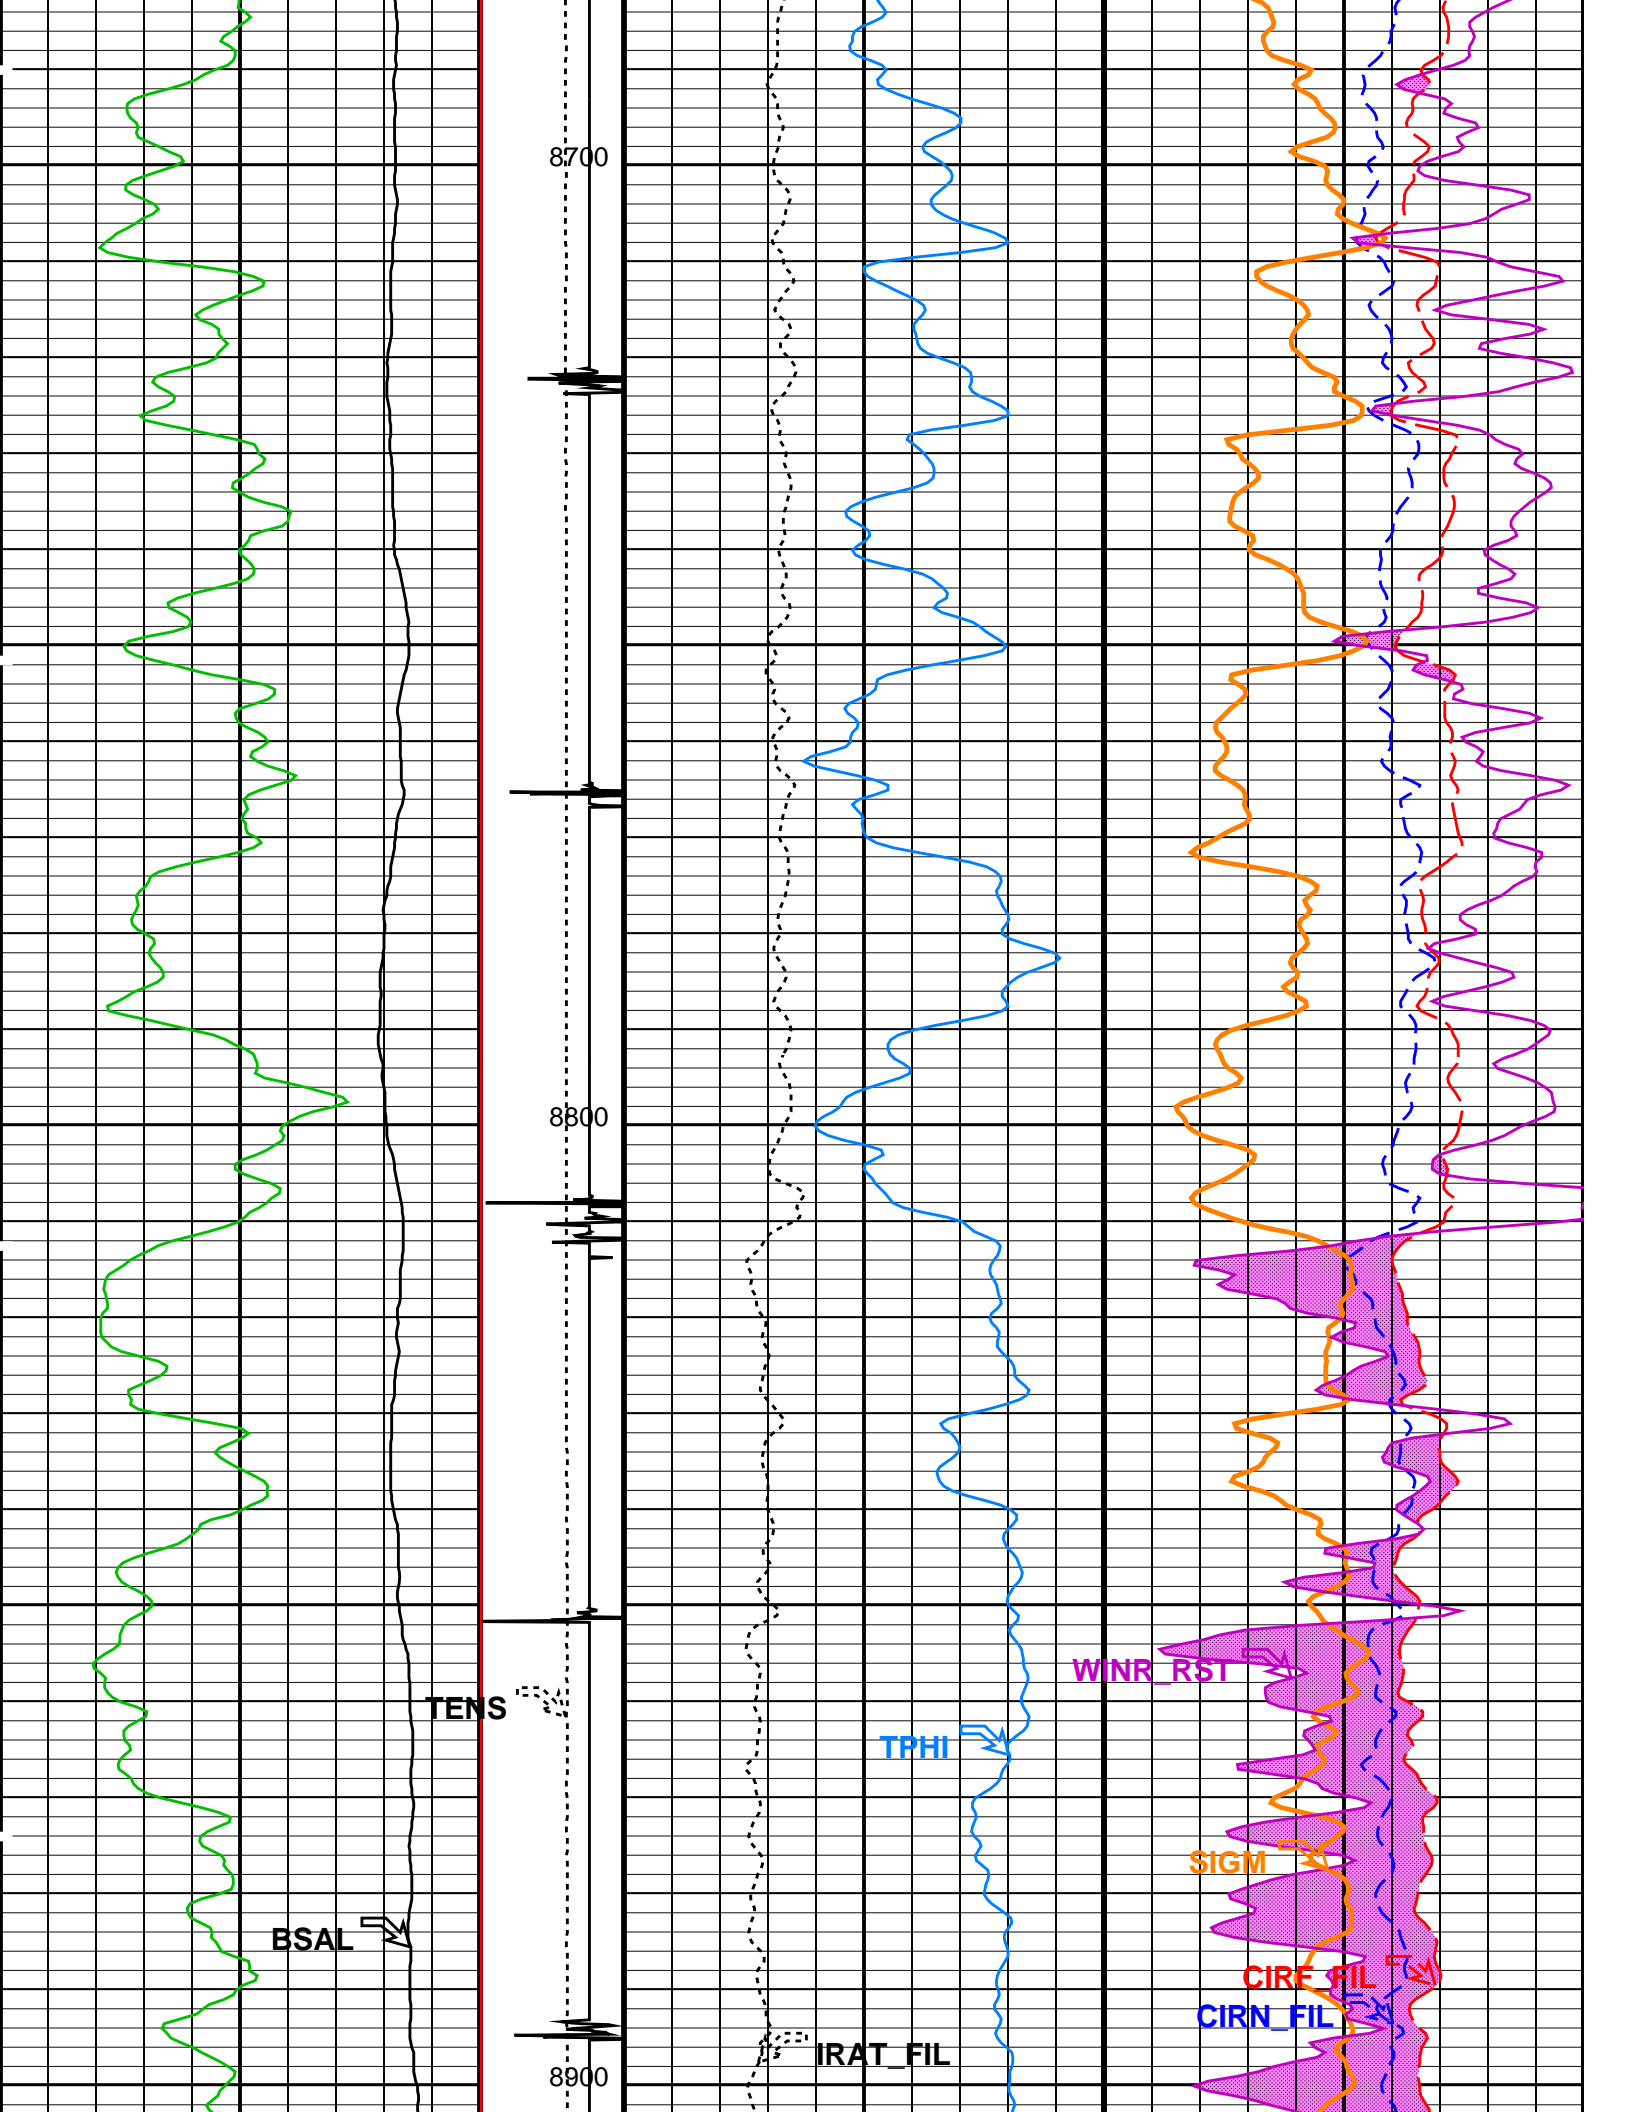 8700
8800
WINR_RST
TENS
TPHI
SIGM
BSAL
CIRF_FIL
CIRN_FIL
IRAT_FIL
8900